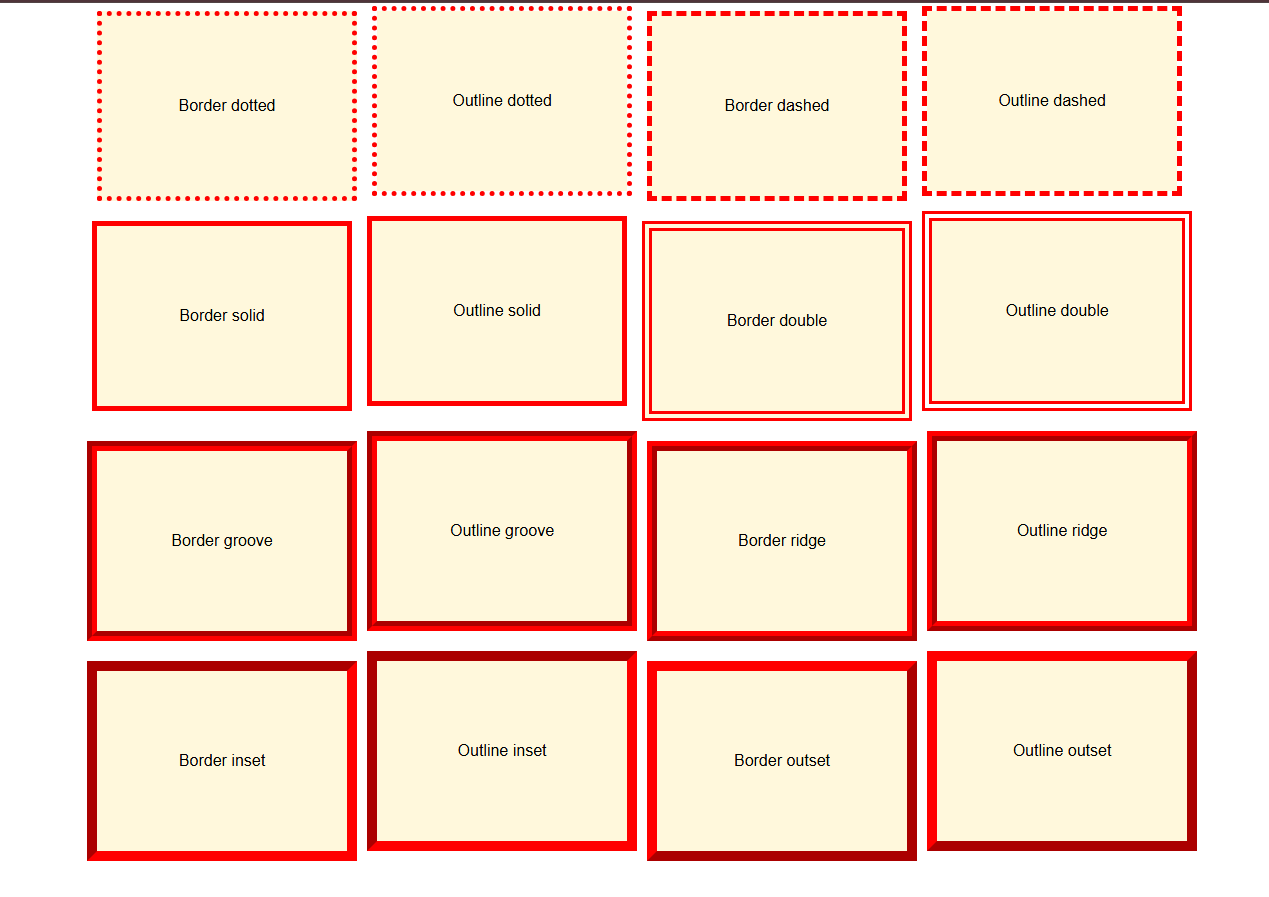 Border dotted
Outline dotted
Border dashed
Outline dashed
Border solid
Outline solid
Border double
Outline double
Border groove
Outline groove
Border ridge
Outline ridge
Border inset
Outline inset
Border outset
Outline outset